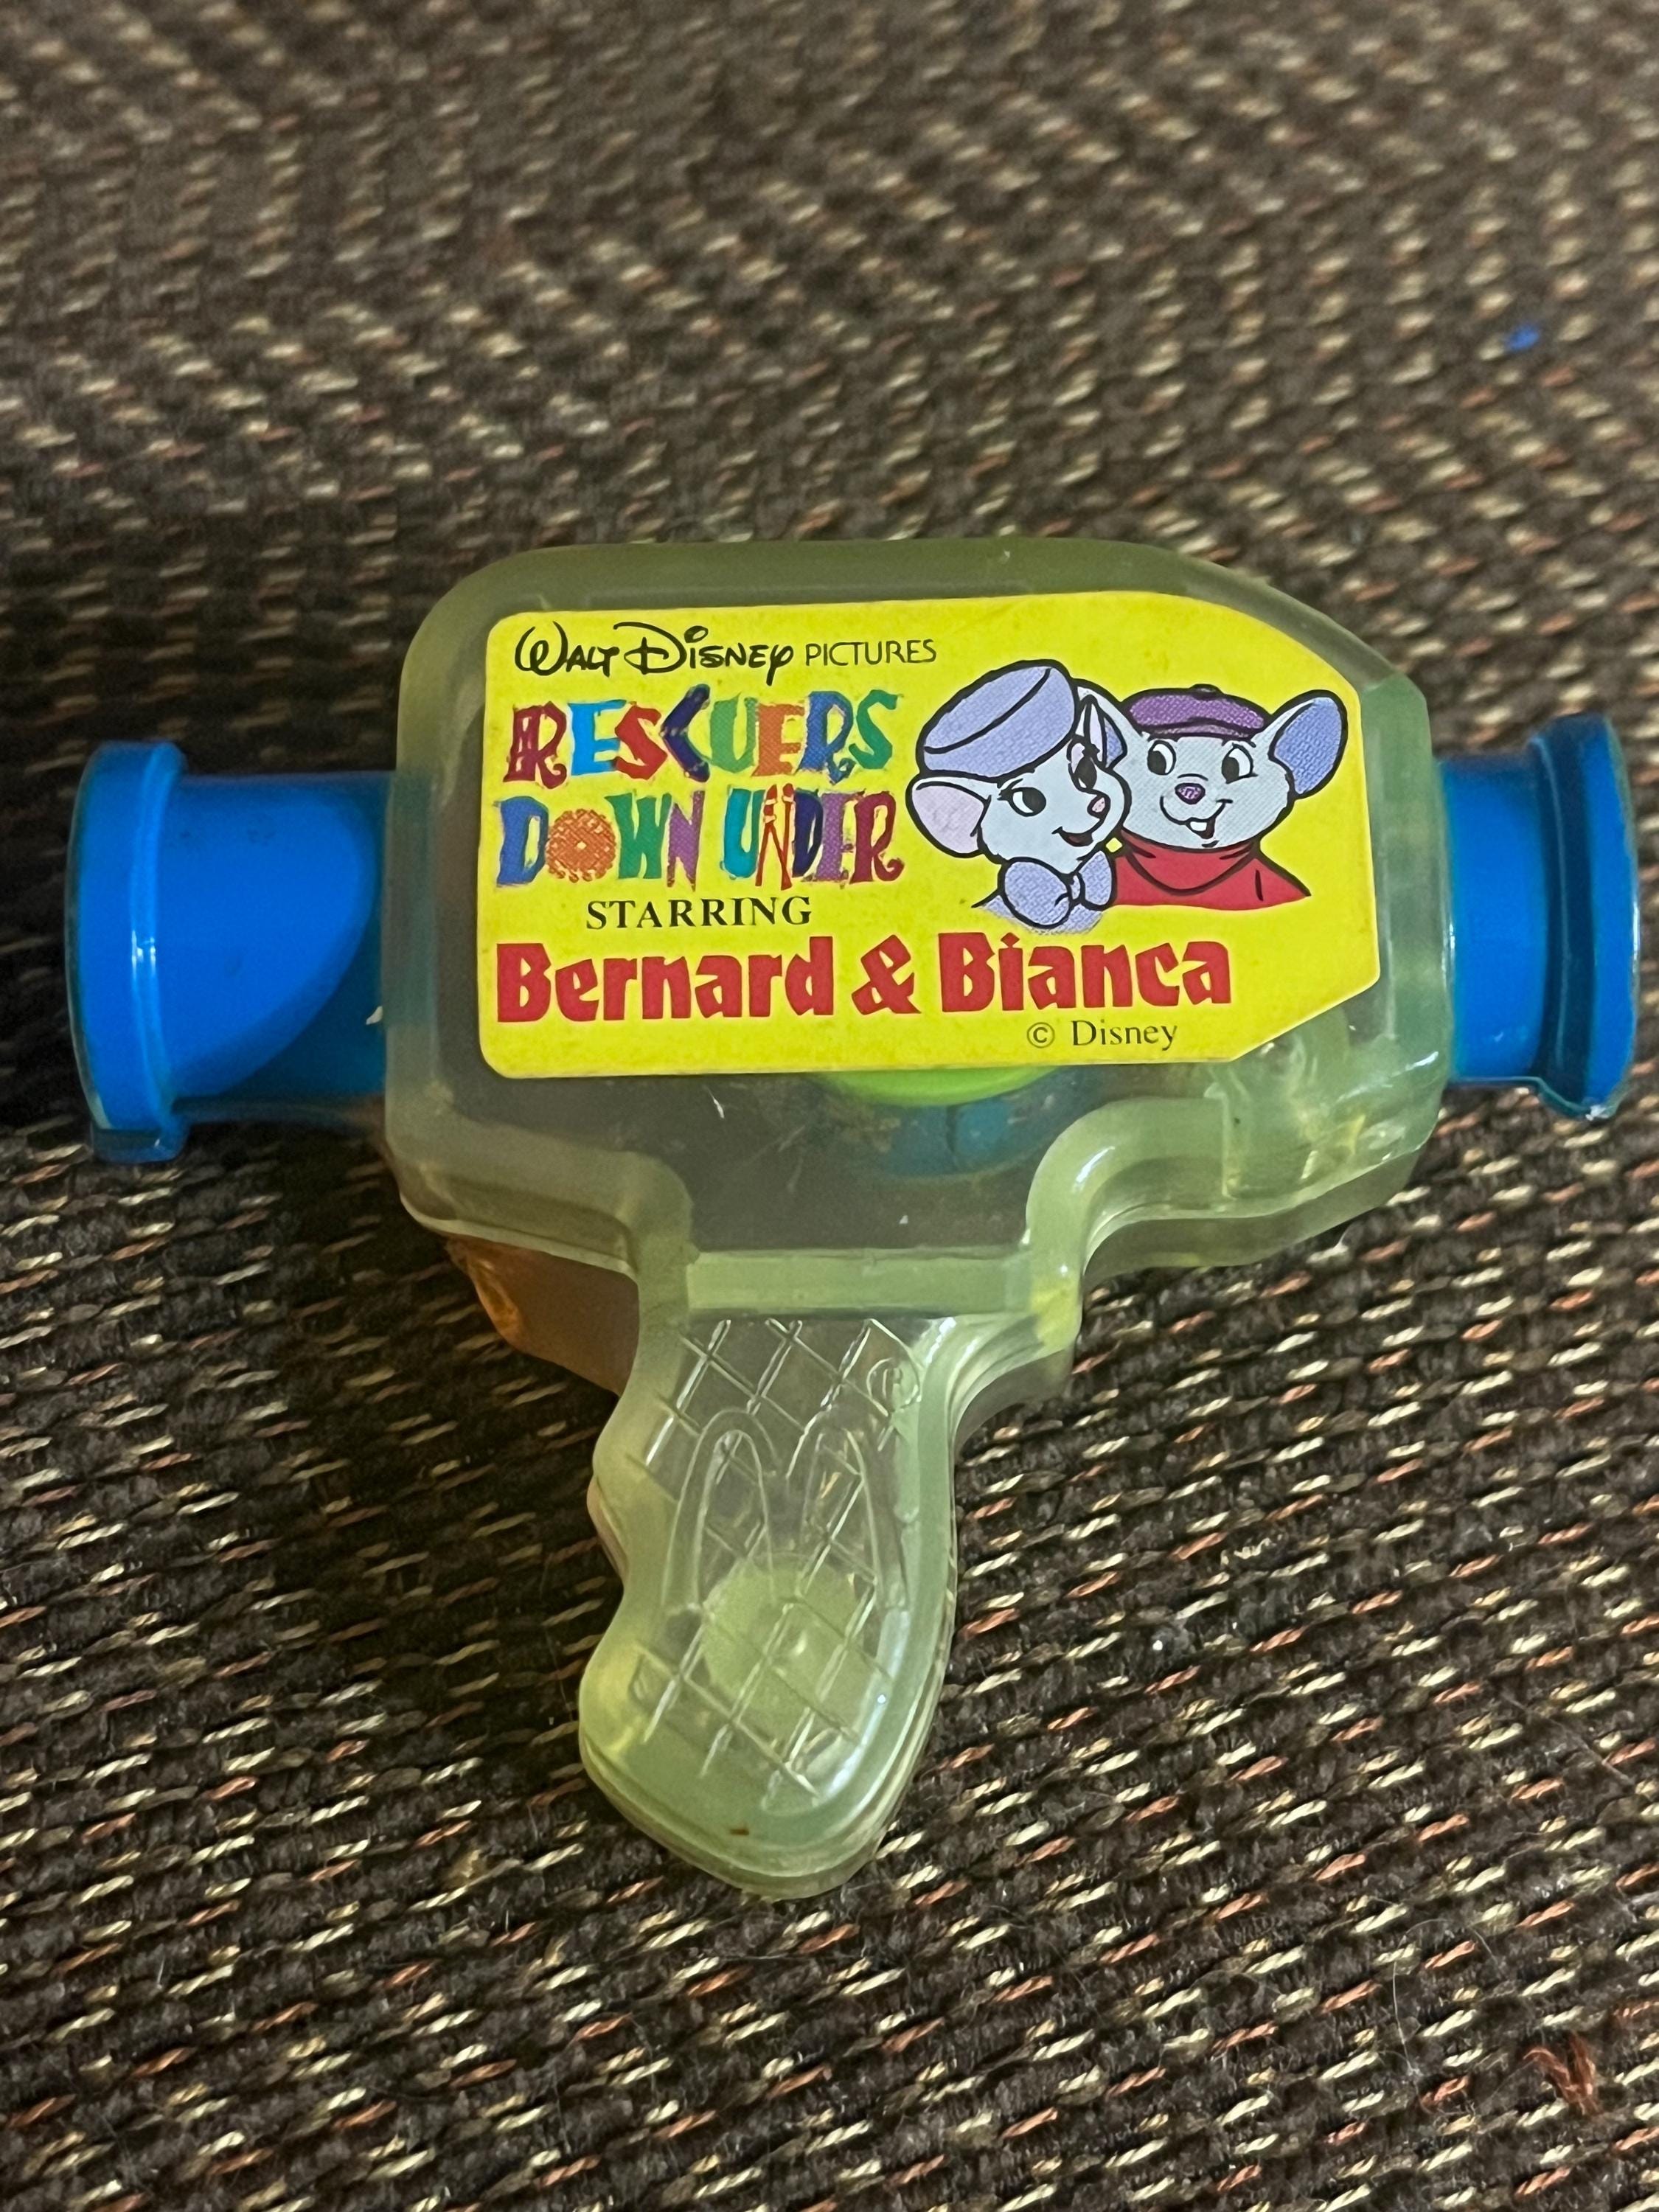 WALT DISNEY PICTURES
RESCUERS
DOWN UNDER
STARRING
Bernard & Bianca
© Disney
®